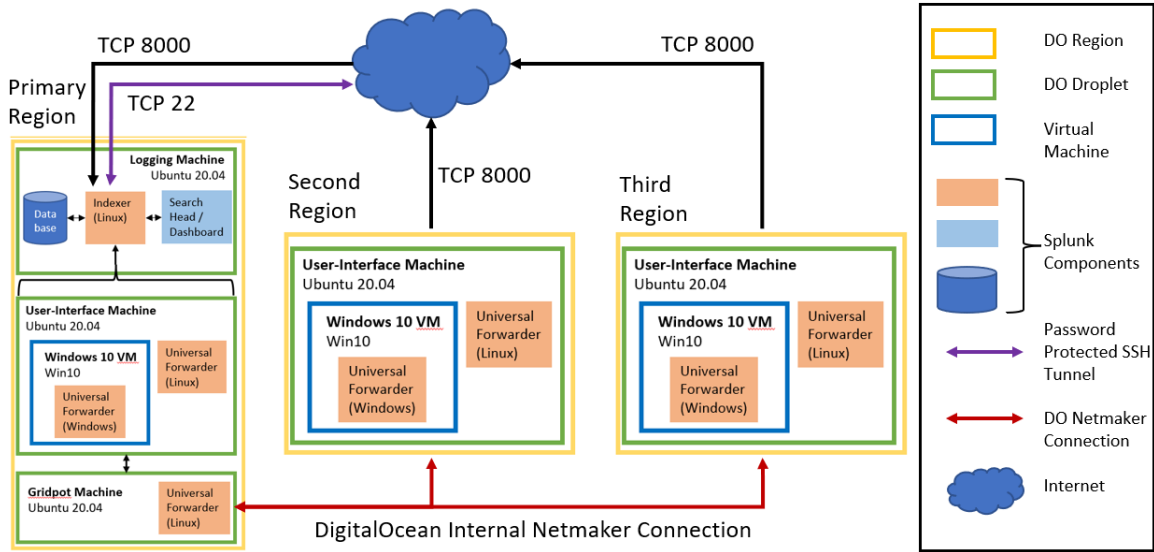 TCP 8000
TCP 8000
TCP 22
Primary
Region
TCP 8000
Logging Machine
Ubuntu 20.04
Data
base
Indexer
(Linux)
Search
Head /
Dashboard
User-Interface Machine
Ubuntu 20.04
Windows 10 VM
Win10
Universal
Forwarder
(Windows)
Universal
Forwarder
(Linux)
Gridpot Machine
Ubuntu 20.04
Universal
Forwarder
(Linux)
Second
Region
User-Interface Machine
Ubuntu 20.04
Windows 10 VM
Win10
Universal
Forwarder
(Windows)
Universal
Forwarder
(Linux)
Third
Region
User-Interface Machine
Ubuntu 20.04
Windows 10 VM
Win10
Universal
Forwarder
(Windows)
Universal
Forwarder
(Linux)
DigitalOcean Internal Netmaker Connection
DO Region
DO Droplet
Virtual
Machine
Splunk
Components
Password
Protected SSH
Tunnel
DO Netmaker
Connection
Internet